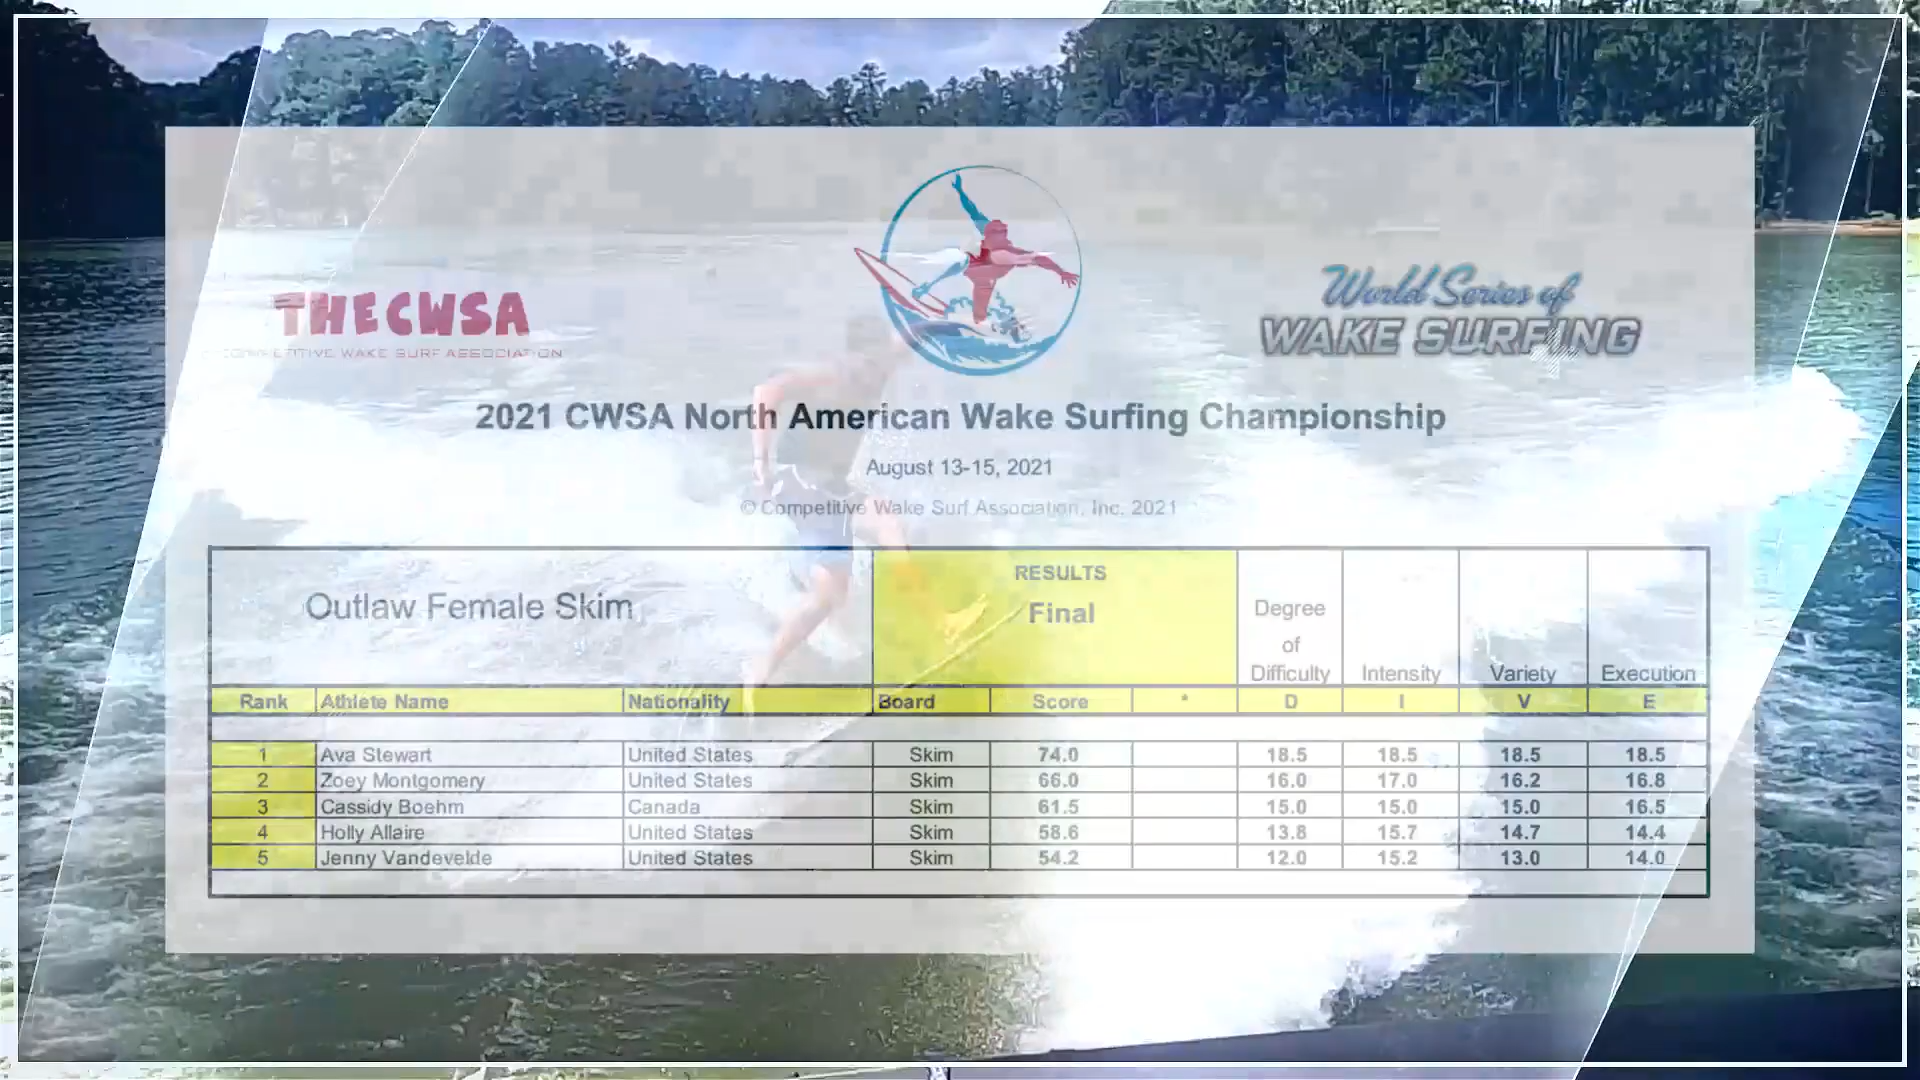 THECWSA
COMPETITIVE WAKE SURF ASSOCIATION
World Series of
WAKE SURFING
2021 CWSA North American Wake Surfing Championship
August 13-15, 2021
© Competitive Wake Surf Association, Inc. 2021
Outlaw Female Skim
RESULTS
Final
Degree
of
Difficulty Intensity Variety Execution
Rank Athlete Name Nationality Board Score * D I V E
1 Ava Stewart United States Skim 74.0 18.5 18.5 18.5 18.5
2 Zoey Montgomery United States Skim 66.0 16.0 17.0 16.2 16.8
3 Cassidy Boehm Canada Skim 61.5 15.0 15.0 15.0 16.5
4 Holly Allaire United States Skim 58.6 13.8 15.7 14.7 14.4
5 Jenny Vandevelde United States Skim 54.2 12.0 15.2 13.0 14.0